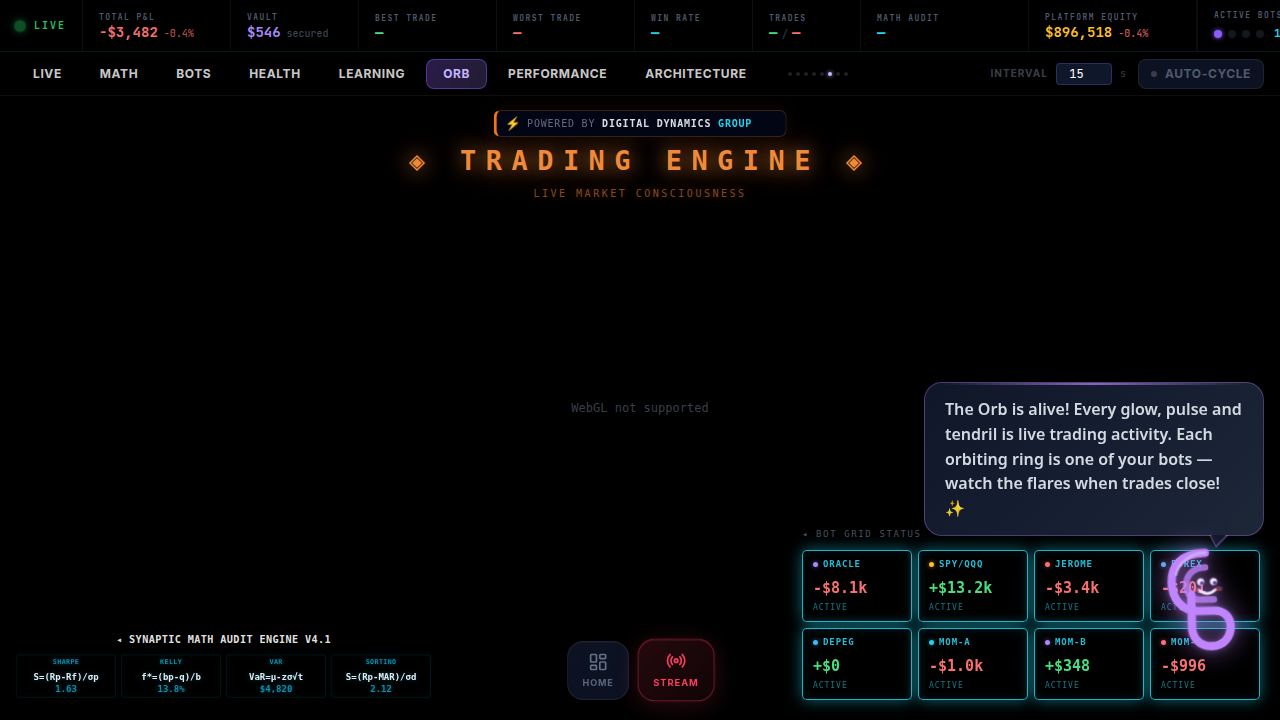 LIVE
TOTAL P&L
-$3,482 -0.4%
VAULT
$546 secured
BEST TRADE
—
WORST TRADE
—
WIN RATE
—
TRADES
— / —
MATH AUDIT
—
PLATFORM EQUITY
$896,518 -0.4%
ACTIVE BOTS
LIVE MATH BOTS HEALTH LEARNING ORB PERFORMANCE ARCHITECTURE
INTERVAL 15 s AUTO-CYCLE
⚡ POWERED BY DIGITAL DYNAMICS GROUP
◈ TRADING ENGINE ◈
LIVE MARKET CONSCIOUSNESS
WebGL not supported
The Orb is alive! Every glow, pulse and
tendril is live trading activity. Each
orbiting ring is one of your bots —
watch the flares when trades close!
✨
◂ BOT GRID STATUS
ORACLE
-$8.1k
ACTIVE
SPY/QQQ
+$13.2k
ACTIVE
JEROME
-$3.4k
ACTIVE
DEPEG
+$0
ACTIVE
MOM-A
-$1.0k
ACTIVE
MOM-B
+$348
ACTIVE
-$996
ACTIVE
◂ SYNAPTIC MATH AUDIT ENGINE V4.1
SHARPE
S=(Rp-Rf)/σp
1.63
KELLY
f*=(bp-q)/b
13.8%
VAR
VaR=μ-zσ√t
$4,820
SORTINO
S=(Rp-MAR)/σd
2.12
HOME
STREAM